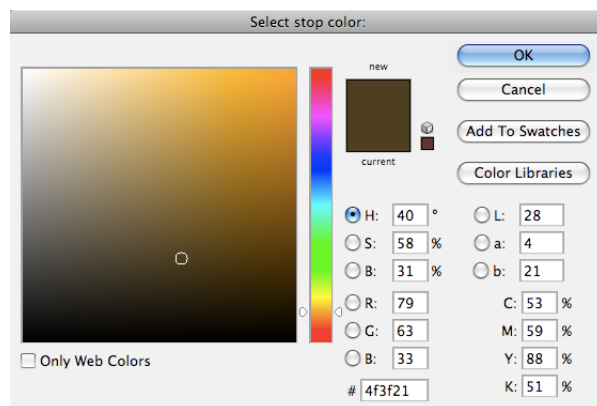 Select stop color:
new
current
OK
Cancel
Add To Swatches
Color Libraries
H: 40 °
S: 58 %
B: 31 %
R: 79
G: 63
B: 33
# 4f3f21
L: 28
a: 4
b: 21
C: 53 %
M: 59 %
Y: 88 %
K: 51 %
Only Web Colors